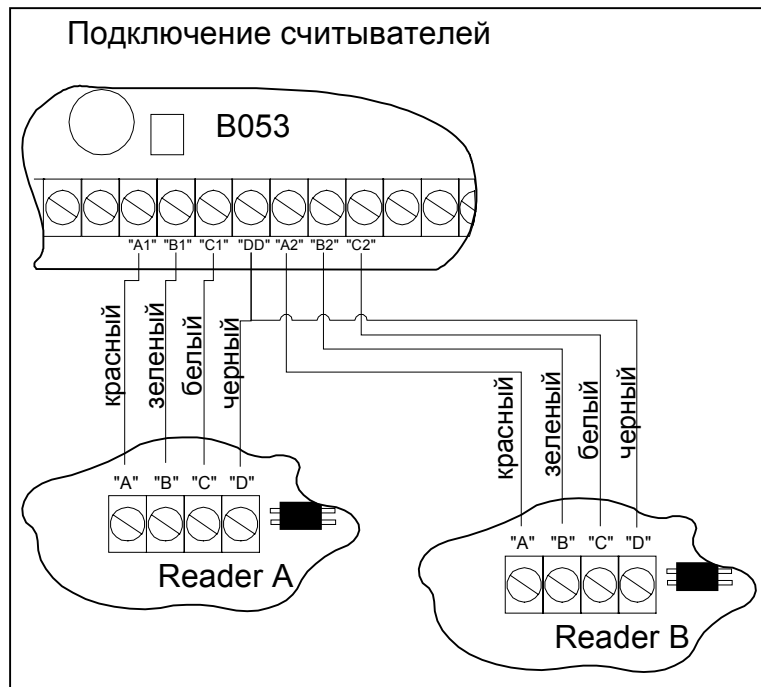 Подключение считывателей
B053
"A1" "B1" "C1" "DD" "A2" "B2" "C2"
красный
зеленый
белый
черный
"A" "B" "C" "D"
Reader A
красный
зеленый
белый
черный
"A" "B" "C" "D"
Reader B